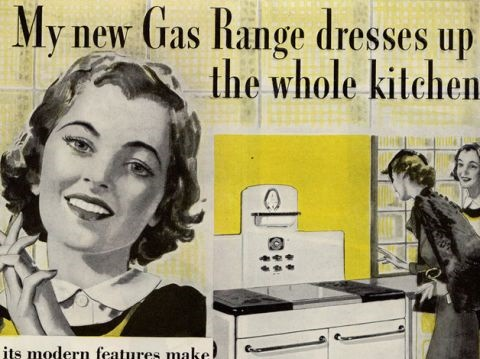 My new Gas Range dresses up
the whole kitchen
its modern features make